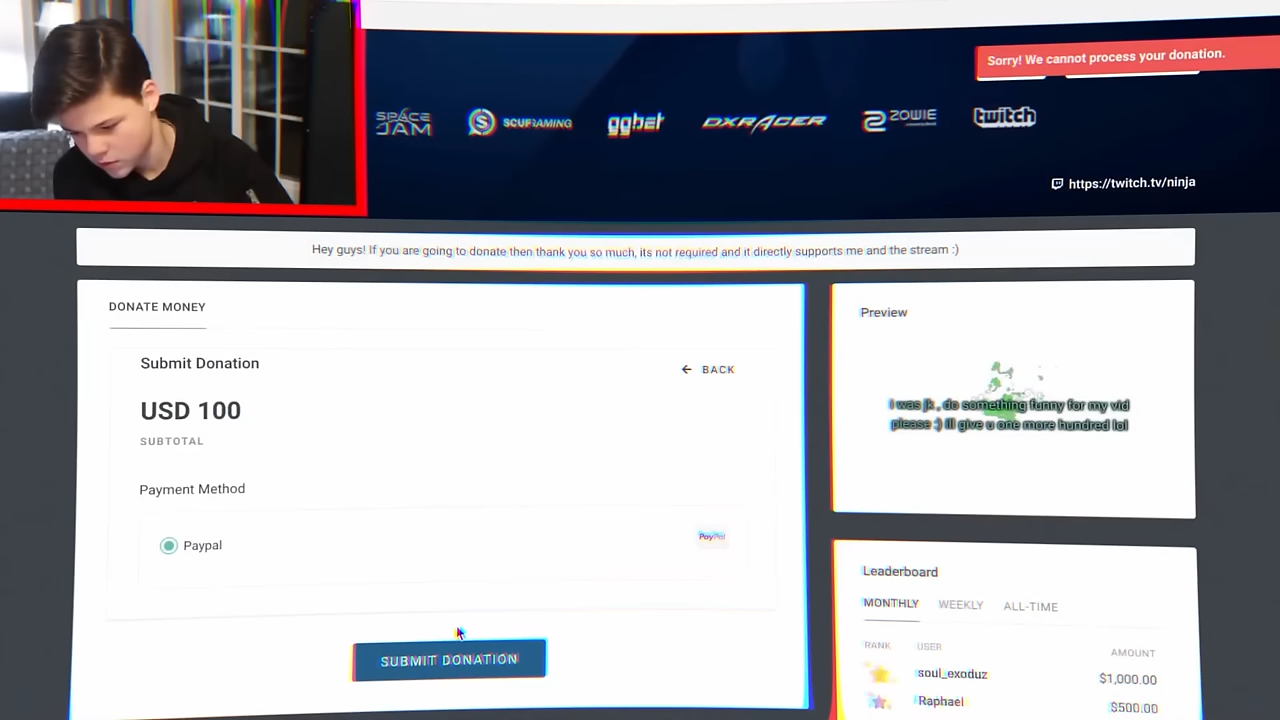 Sorry! We cannot process your donation.
SPACE JAM
SCUFGAMING
ggbet
DXRACER
ZOWIE
twitch
https://twitch.tv/ninja
Hey guys! If you are going to donate then thank you so much, its not required and it directly supports me and the stream :)
DONATE MONEY
Submit Donation
← BACK
USD 100
SUBTOTAL
Payment Method
Paypal
PayPal
SUBMIT DONATION
Preview
I was jk , do something funny for my vid
please :) Ill give u one more hundred lol
Leaderboard
MONTHLY WEEKLY ALL-TIME
RANK USER AMOUNT
soul_exoduz $1,000.00
Raphael $500.00